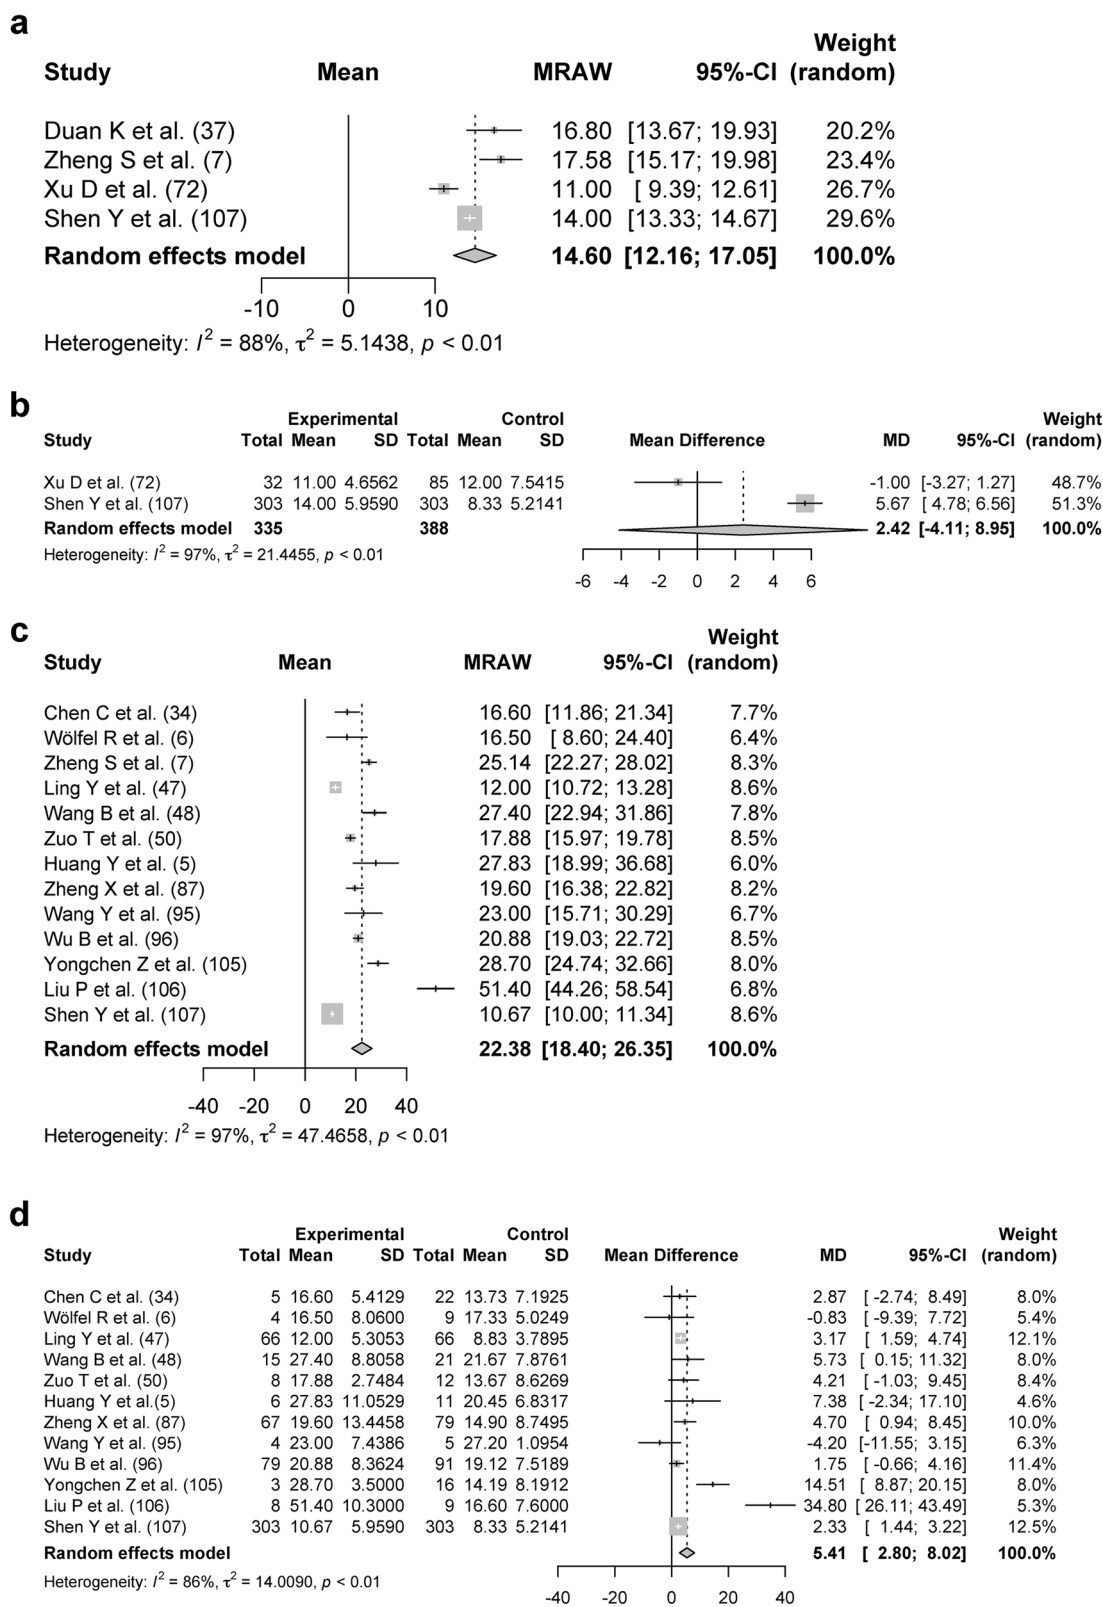 a
Weight
Study Mean MRAW 95%-CI (random)
Duan K et al. (37) 16.80 [13.67; 19.93] 20.2%
Zheng S et al. (7) 17.58 [15.17; 19.98] 23.4%
Xu D et al. (72) 11.00 [ 9.39; 12.61] 26.7%
Shen Y et al. (107) 14.00 [13.33; 14.67] 29.6%
Random effects model 14.60 [12.16; 17.05] 100.0%
-10 0 10
Heterogeneity: I² = 88%, τ² = 5.1438, p < 0.01
b
Experimental Control Weight
Study Total Mean SD Total Mean SD Mean Difference MD 95%-CI (random)
Xu D et al. (72) 32 11.00 4.6562 85 12.00 7.5415 -1.00 [-3.27; 1.27] 48.7%
Shen Y et al. (107) 303 14.00 5.9590 303 8.33 5.2141 5.67 [ 4.78; 6.56] 51.3%
Random effects model 335 388 2.42 [-4.11; 8.95] 100.0%
Heterogeneity: I² = 97%, τ² = 21.4455, p < 0.01
-6 -4 -2 0 2 4 6
c
Weight
Study Mean MRAW 95%-CI (random)
Chen C et al. (34) 16.60 [11.86; 21.34] 7.7%
Wölfel R et al. (6) 16.50 [ 8.60; 24.40] 6.4%
Zheng S et al. (7) 25.14 [22.27; 28.02] 8.3%
Ling Y et al. (47) 12.00 [10.72; 13.28] 8.6%
Wang B et al. (48) 27.40 [22.94; 31.86] 7.8%
Zuo T et al. (50) 17.88 [15.97; 19.78] 8.5%
Huang Y et al. (5) 27.83 [18.99; 36.68] 6.0%
Zheng X et al. (87) 19.60 [16.38; 22.82] 8.2%
Wang Y et al. (95) 23.00 [15.71; 30.29] 6.7%
Wu B et al. (96) 20.88 [19.03; 22.72] 8.5%
Yongchen Z et al. (105) 28.70 [24.74; 32.66] 8.0%
Liu P et al. (106) 51.40 [44.26; 58.54] 6.8%
Shen Y et al. (107) 10.67 [10.00; 11.34] 8.6%
Random effects model 22.38 [18.40; 26.35] 100.0%
-40 -20 0 20 40
Heterogeneity: I² = 97%, τ² = 47.4658, p < 0.01
d
Experimental Control Weight
Study Total Mean SD Total Mean SD Mean Difference MD 95%-CI (random)
Chen C et al. (34) 5 16.60 5.4129 22 13.73 7.1925 2.87 [ -2.74; 8.49] 8.0%
Wölfel R et al. (6) 4 16.50 8.0600 9 17.33 5.0249 -0.83 [ -9.39; 7.72] 5.4%
Ling Y et al. (47) 66 12.00 5.3053 66 8.83 3.7895 3.17 [ 1.59; 4.74] 12.1%
Wang B et al. (48) 15 27.40 8.8058 21 21.67 7.8761 5.73 [ 0.15; 11.32] 8.0%
Zuo T et al. (50) 8 17.88 2.7484 12 13.67 8.6269 4.21 [ -1.03; 9.45] 8.4%
Huang Y et al.(5) 6 27.83 11.0529 11 20.45 6.8317 7.38 [ -2.34; 17.10] 4.6%
Zheng X et al. (87) 67 19.60 13.4458 79 14.90 8.7495 4.70 [ 0.94; 8.45] 10.0%
Wang Y et al. (95) 4 23.00 7.4386 5 27.20 1.0954 -4.20 [-11.55; 3.15] 6.3%
Wu B et al. (96) 79 20.88 8.3624 91 19.12 7.5189 1.75 [ -0.66; 4.16] 11.4%
Yongchen Z et al. (105) 3 28.70 3.5000 16 14.19 8.1912 14.51 [ 8.87; 20.15] 8.0%
Liu P et al. (106) 8 51.40 10.3000 9 16.60 7.6000 34.80 [ 26.11; 43.49] 5.3%
Shen Y et al. (107) 303 10.67 5.9590 303 8.33 5.2141 2.33 [ 1.44; 3.22] 12.5%
Random effects model 5.41 [ 2.80; 8.02] 100.0%
Heterogeneity: I² = 86%, τ² = 14.0090, p < 0.01
-40 -20 0 20 40